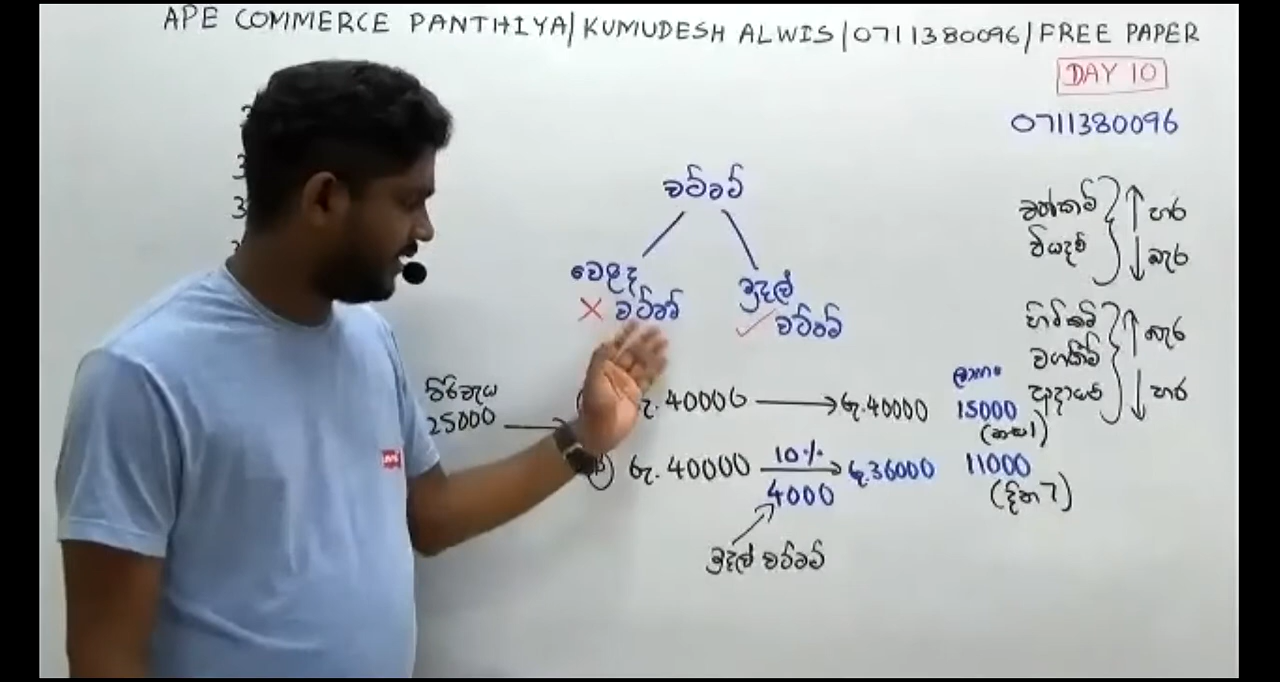 APE COMMERCE PANTHIYA/KUMUDESH ALWIS/0711380096/FREE PAPER
DAY 10
0711380096
වට්ටම්
වෙළඳ
✗ වට්ටම්
මුදල්
✓ වට්ටම්
වත්කම්
වියදම්
↑ හර
↓ බැර
හිමිකම්
වගකීම්
ආදායම්
↑ බැර
↓ හර
පිරිවැය
25000
රු. 40000 → රු. 40000
ලාභය
15000
රු. 40000 10% → රු. 36000
4000
11000
(දින 7)
මුදල් වට්ටම්